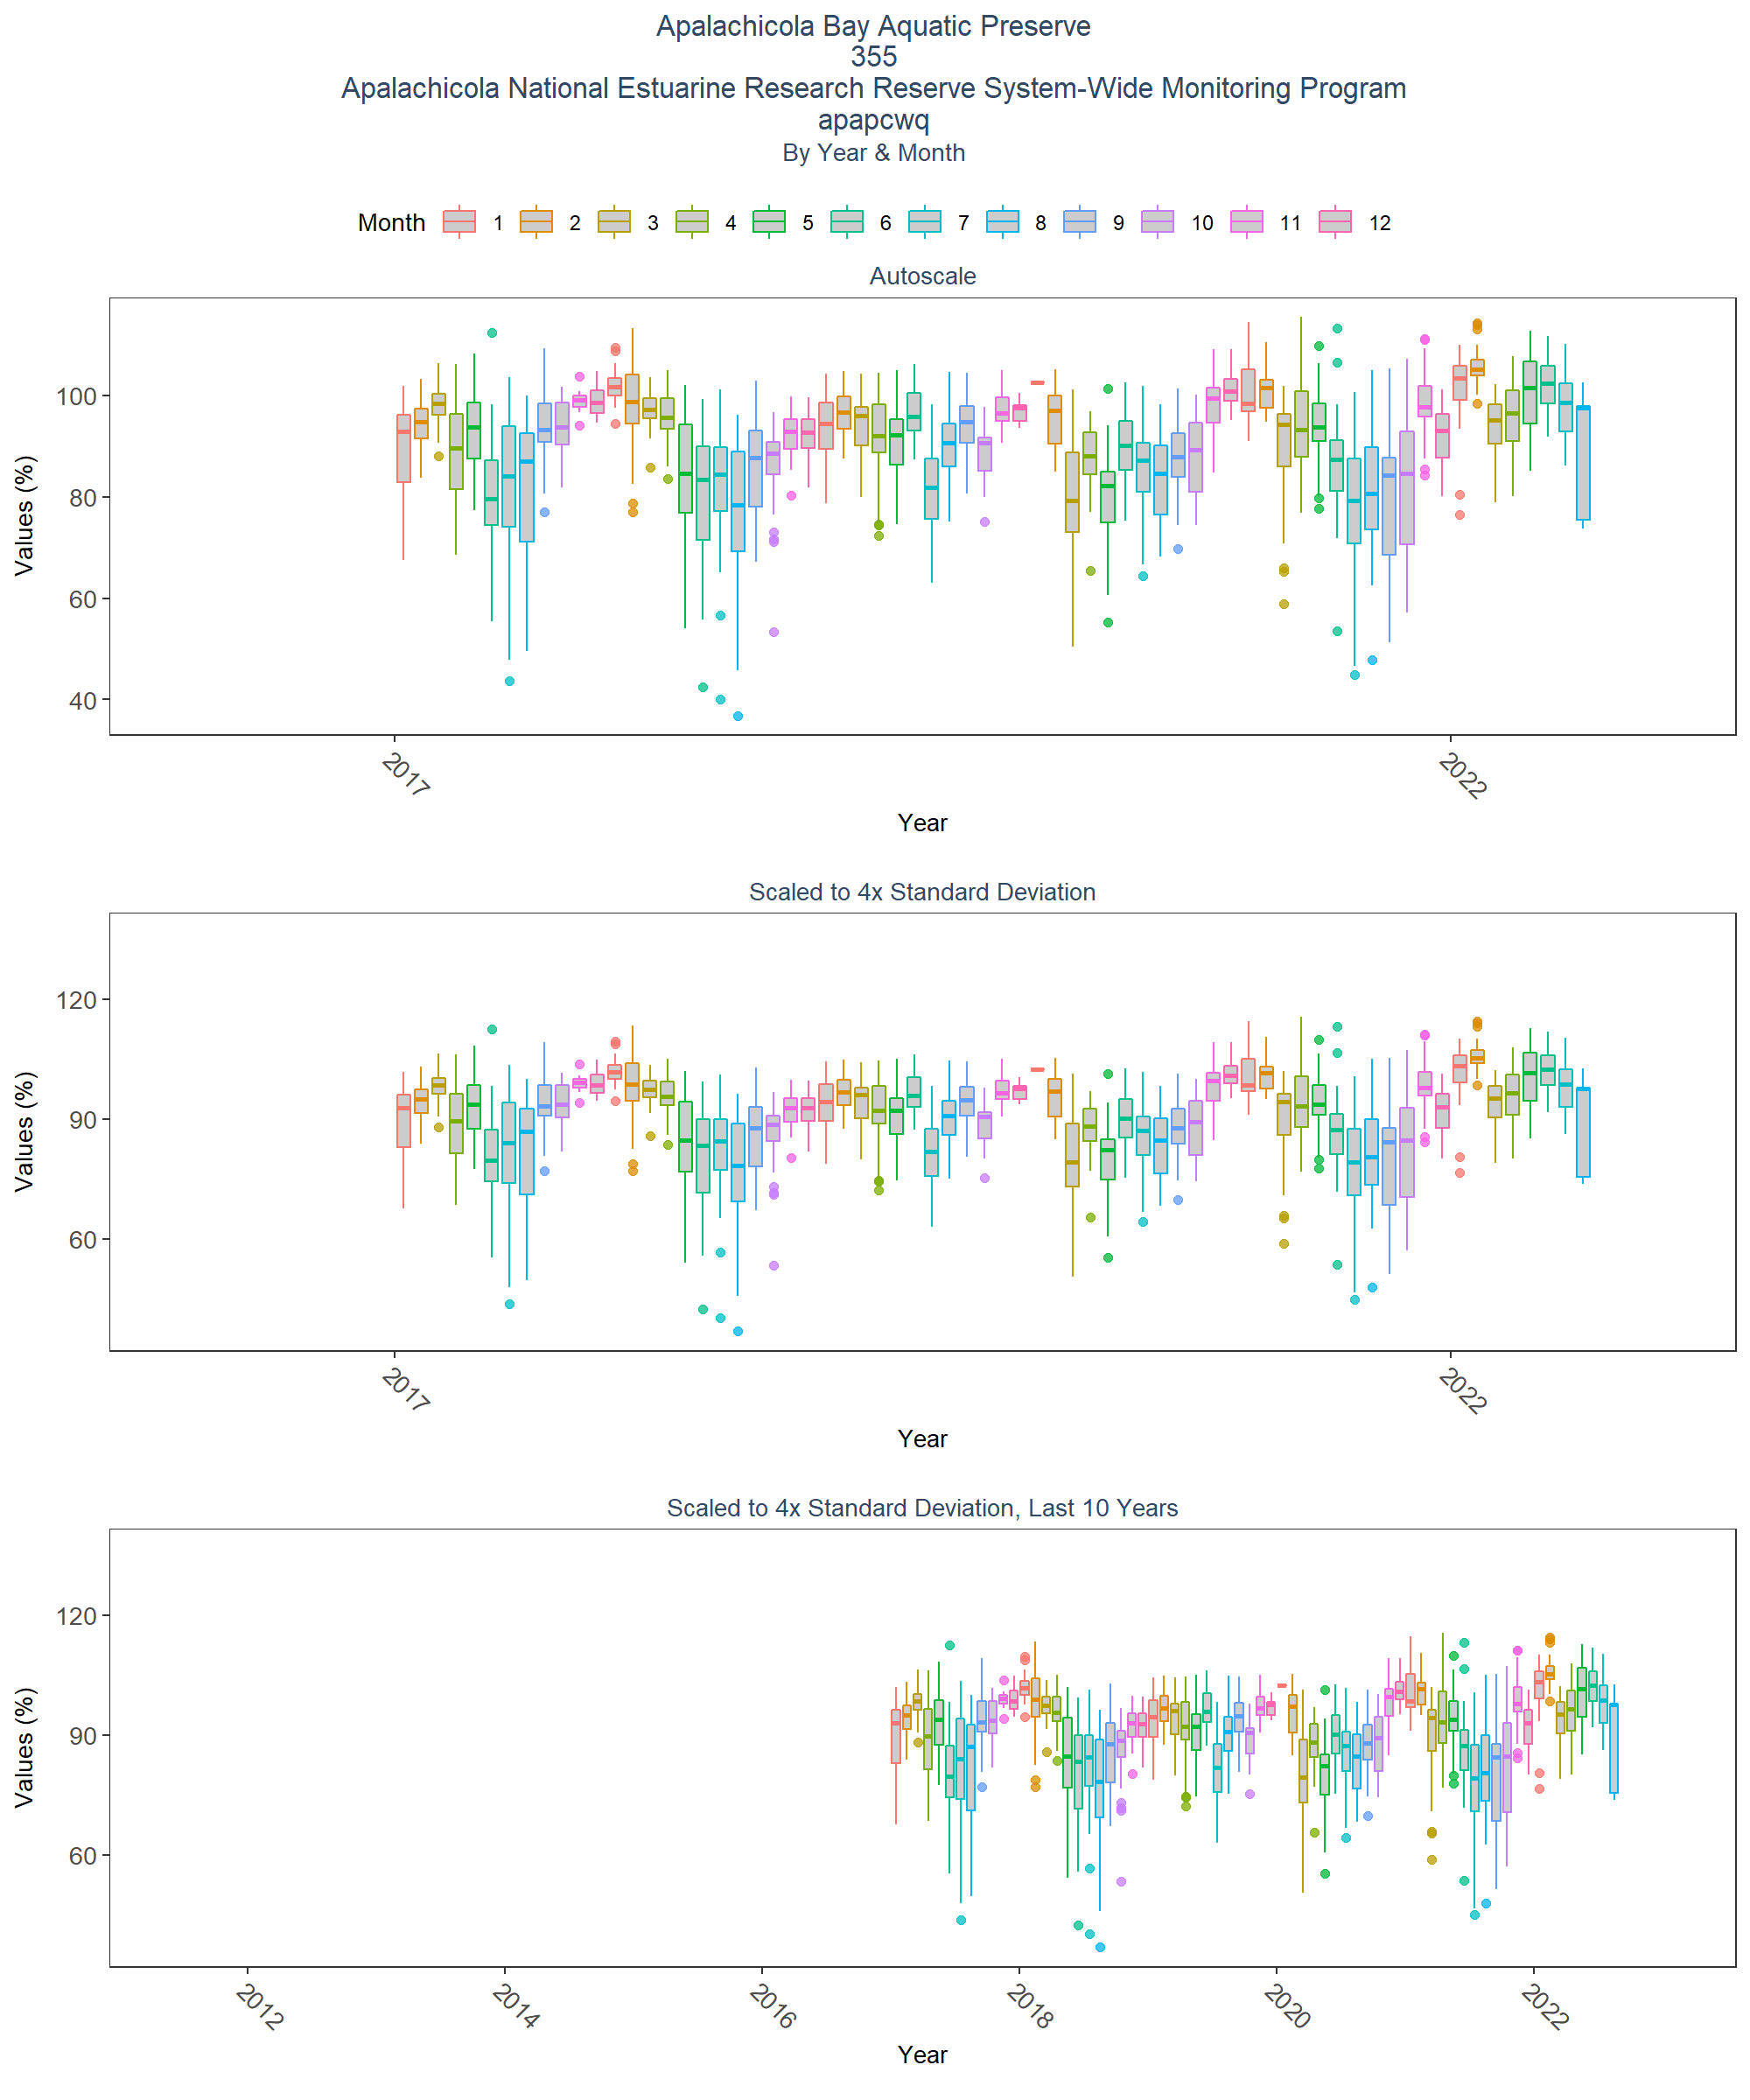 Apalachicola Bay Aquatic Preserve
355
Apalachicola National Estuarine Research Reserve System-Wide Monitoring Program
apapcwq
By Year & Month
Month 1 2 3 4 5 6 7 8 9 10 11 12
Autoscale
Values (%)
100
80
60
40
2017 2022
Year
Scaled to 4x Standard Deviation
Values (%)
120
90
60
2017 2022
Year
Scaled to 4x Standard Deviation, Last 10 Years
Values (%)
120
90
60
2012 2014 2016 2018 2020 2022
Year